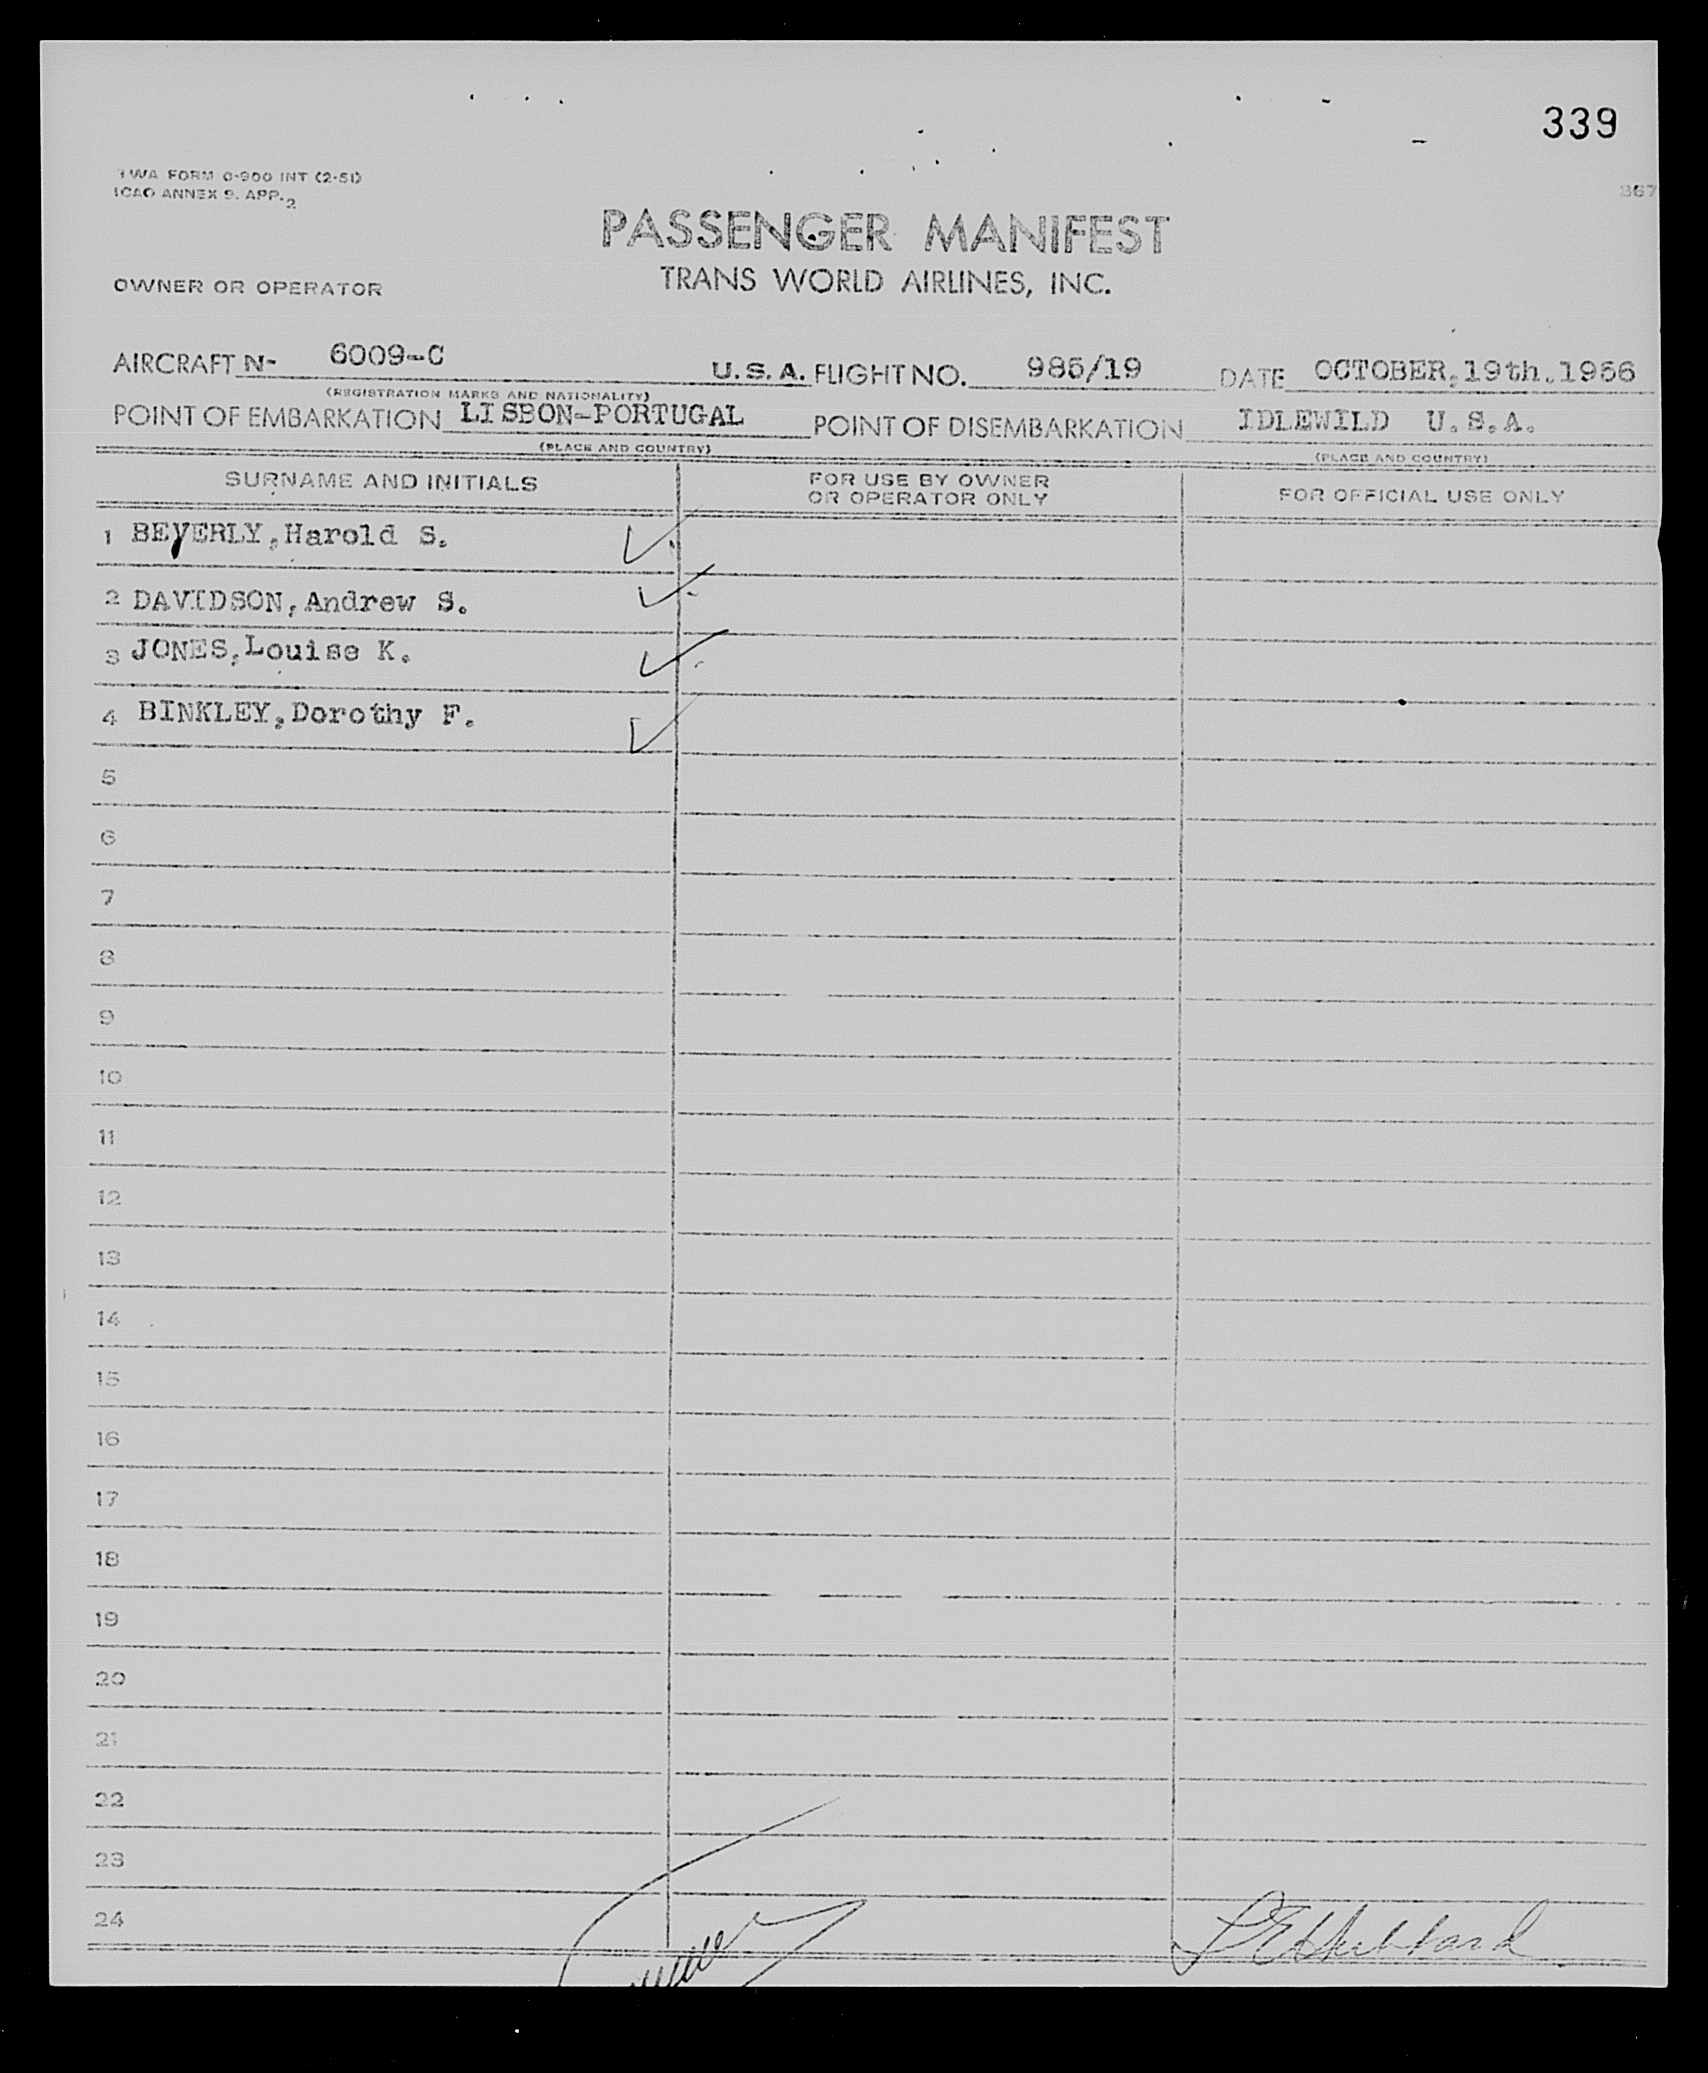 339
TWA FORM 0-900 INT (2-51)
ICAO ANNEX 9. APP. 2
367
PASSENGER MANIFEST
TRANS WORLD AIRLINES, INC.
OWNER OR OPERATOR
AIRCRAFT N- 6009-C U.S.A. FLIGHT NO. 985/19 DATE OCTOBER,19th.1956
(REGISTRATION MARKS AND NATIONALITY)
POINT OF EMBARKATION LISBON-PORTUGAL POINT OF DISEMBARKATION IDLEWILD U.S.A.
(PLACE AND COUNTRY) (PLACE AND COUNTRY)
SURNAME AND INITIALS FOR USE BY OWNER OR OPERATOR ONLY FOR OFFICIAL USE ONLY
1 BEVERLY,Harold S.
2 DAVIDSON,Andrew S.
3 JONES,Louise K.
4 BINKLEY,Dorothy F.
5
6
7
8
9
10
11
12
13
14
15
16
17
18
19
20
21
22
23
24
Hubbard